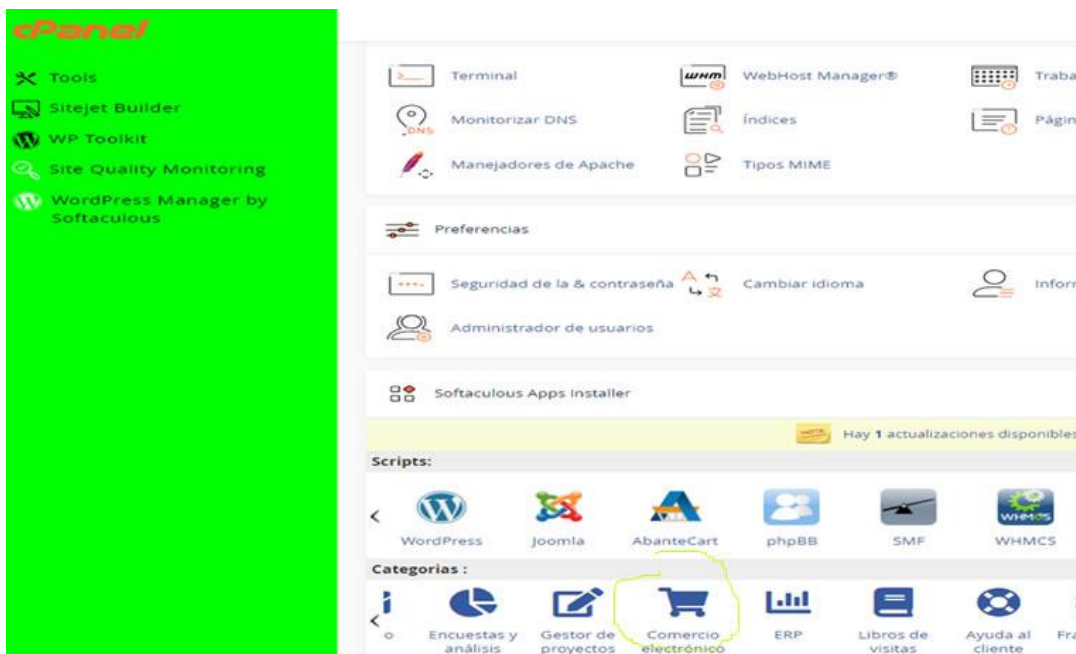 cPanel
Tools
Sitejet Builder
WP Toolkit
Site Quality Monitoring
WordPress Manager by
Softaculous
Terminal
WHM
WebHost Manager®
DNS
Monitorizar DNS
Índices
Manejadores de Apache
Tipos MIME
Preferencias
Seguridad de la & contraseña
Cambiar idioma
Administrador de usuarios
Softaculous Apps Installer
NOTE
Hay 1 actualizaciones disponibles
Scripts:
WHMCS
WordPress
Joomla
AbanteCart
phpBB
SMF
WHMCS
Categorias :
Encuestas y
análisis
Gestor de
proyectos
Comercio
electrónico
ERP
Libros de
visitas
Ayuda al
cliente